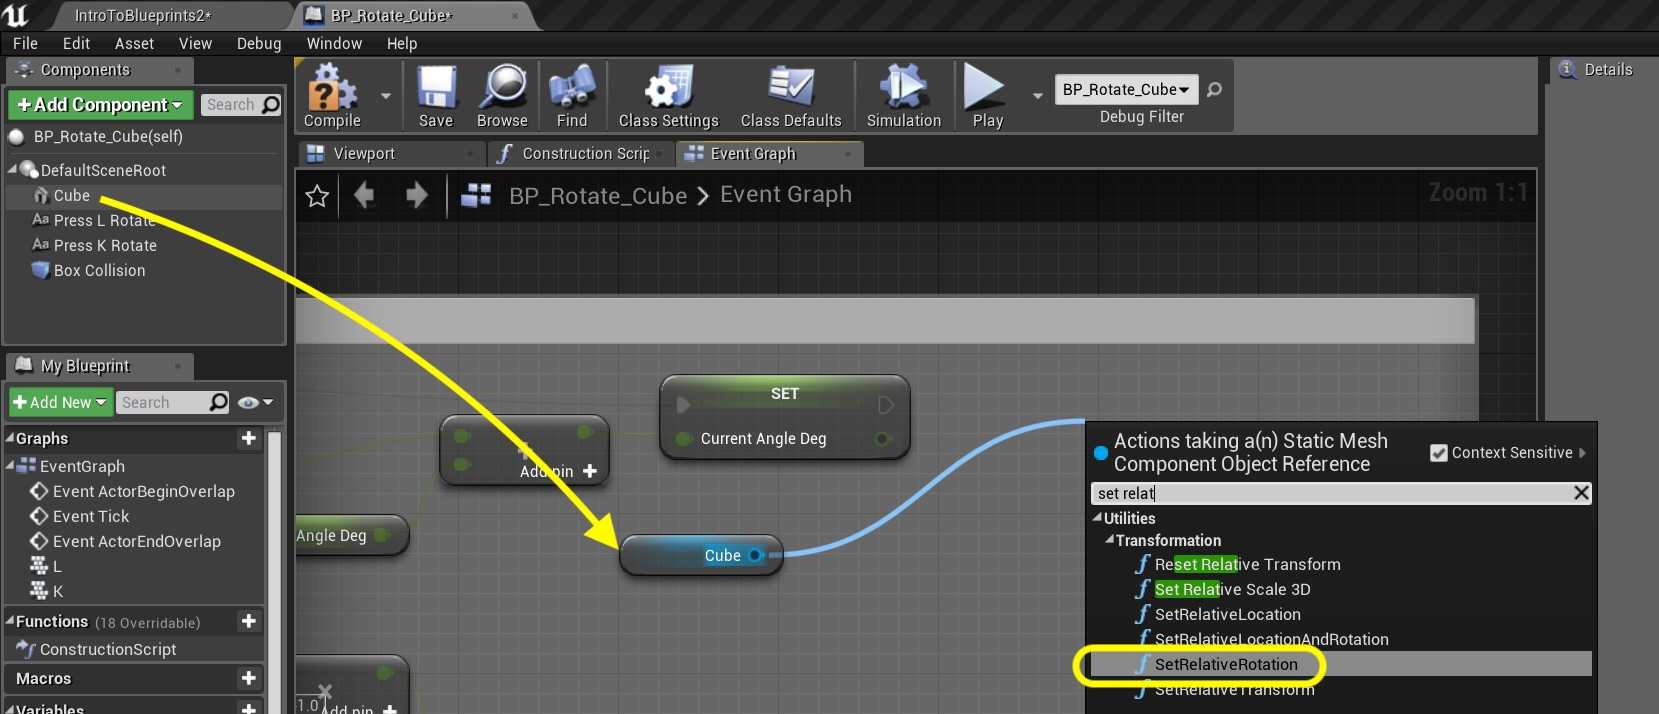 IntroToBlueprints2*
BP_Rotate_Cube*
File Edit Asset View Debug Window Help
Components
Details
+Add Component
Search
Compile
Save
Browse
Find
Class Settings
Class Defaults
Simulation
Play
BP_Rotate_Cube
Debug Filter
BP_Rotate_Cube(self)
Viewport
Construction Scrip
Event Graph
DefaultSceneRoot
Cube
Press L Rotate
Press K Rotate
Box Collision
BP_Rotate_Cube > Event Graph
Zoom 1:1
My Blueprint
+Add New
Search
Graphs
EventGraph
Event ActorBeginOverlap
Event Tick
Event ActorEndOverlap
L
K
Functions (18 Overridable)
ConstructionScript
Macros
Variables
SET
Current Angle Deg
Add pin +
Angle Deg
Cube
1.0
Add pin +
Actions taking a(n) Static Mesh
Component Object Reference
Context Sensitive
set relat
Utilities
Transformation
Reset Relative Transform
Set Relative Scale 3D
SetRelativeLocation
SetRelativeLocationAndRotation
SetRelativeRotation
SetRelativeTransform